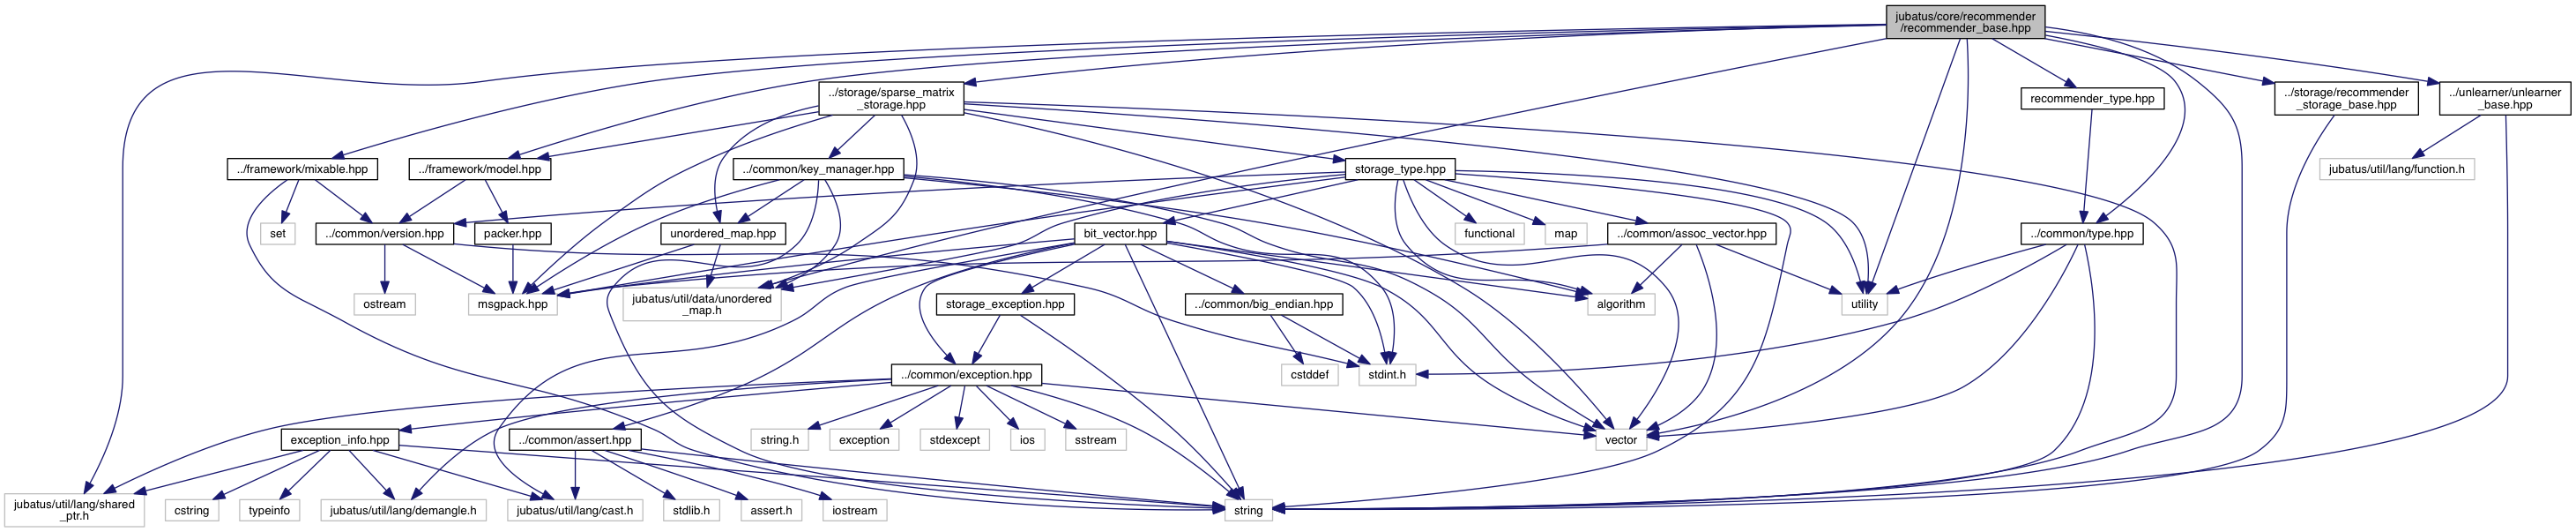 jubatus/core/recommender
/recommender_base.hpp
../storage/sparse_matrix
_storage.hpp
recommender_type.hpp
../storage/recommender
_storage_base.hpp
../unlearner/unlearner
_base.hpp
../framework/mixable.hpp
../framework/model.hpp
../common/key_manager.hpp
storage_type.hpp
jubatus/util/lang/function.h
set
../common/version.hpp
packer.hpp
unordered_map.hpp
bit_vector.hpp
functional
map
../common/assoc_vector.hpp
../common/type.hpp
ostream
msgpack.hpp
jubatus/util/data/unordered
_map.h
storage_exception.hpp
../common/big_endian.hpp
algorithm
utility
../common/exception.hpp
cstddef
stdint.h
exception_info.hpp
../common/assert.hpp
string.h
exception
stdexcept
ios
sstream
vector
jubatus/util/lang/shared
_ptr.h
cstring
typeinfo
jubatus/util/lang/demangle.h
jubatus/util/lang/cast.h
stdlib.h
assert.h
iostream
string